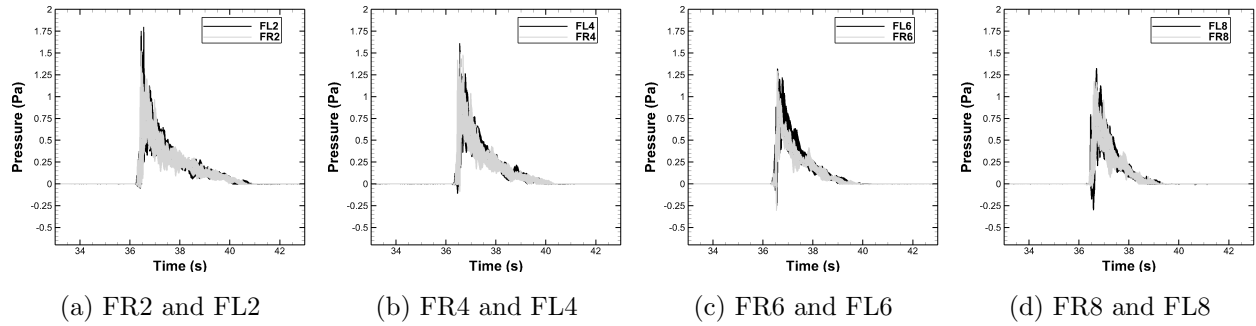 Pressure (Pa)
2
1.75
1.5
1.25
1
0.75
0.5
0.25
0
-0.25
-0.5
FL2
FR2
34 36 38 40 42
Time (s)
(a) FR2 and FL2
Pressure (Pa)
2
1.75
1.5
1.25
1
0.75
0.5
0.25
0
-0.25
-0.5
FL4
FR4
34 36 38 40 42
Time (s)
(b) FR4 and FL4
Pressure (Pa)
2
1.75
1.5
1.25
1
0.75
0.5
0.25
0
-0.25
-0.5
FL6
FR6
34 36 38 40 42
Time (s)
(c) FR6 and FL6
Pressure (Pa)
2
1.75
1.5
1.25
1
0.75
0.5
0.25
0
-0.25
-0.5
FL8
FR8
34 36 38 40 42
Time (s)
(d) FR8 and FL8